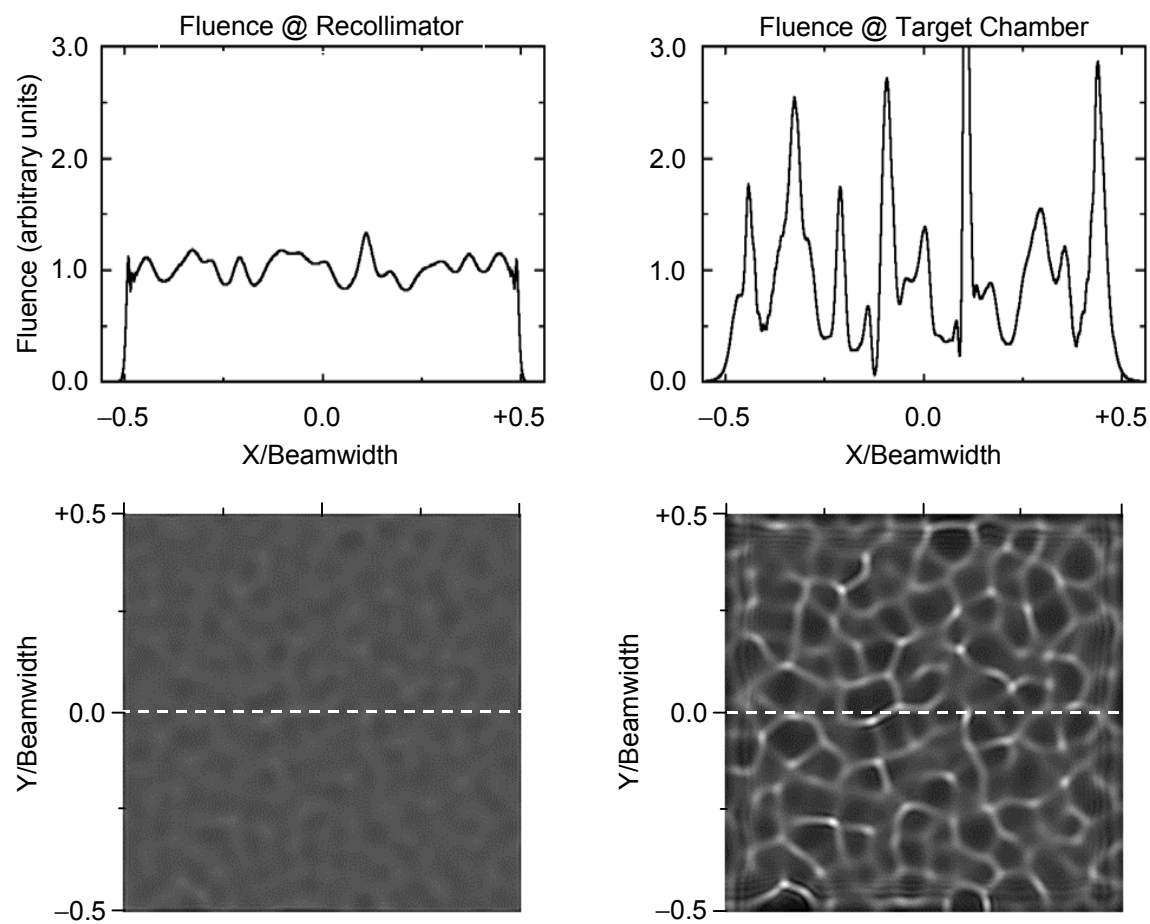 Fluence @ Recollimator
3.0
2.0
1.0
0.0
Fluence (arbitrary units)
−0.5 0.0 +0.5
X/Beamwidth
Fluence @ Target Chamber
3.0
2.0
1.0
0.0
−0.5 0.0 +0.5
X/Beamwidth
+0.5
0.0
−0.5
Y/Beamwidth
+0.5
0.0
−0.5
Y/Beamwidth